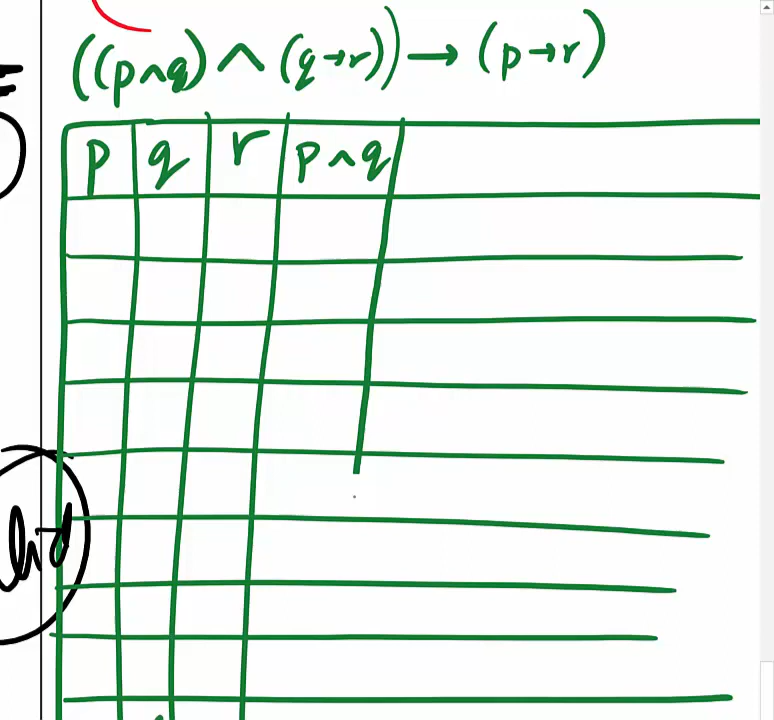 ((p∧q) ∧ (q→r)) → (p→r)
p q r p∧q